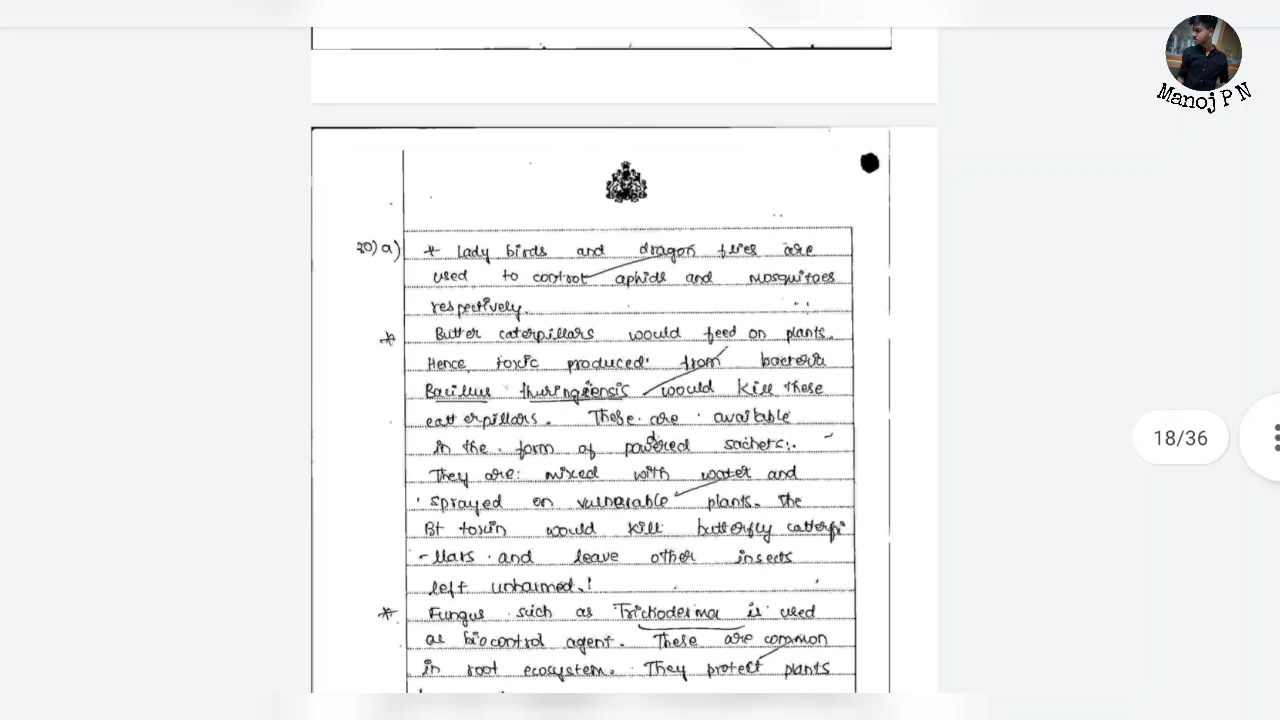 Manoj P N
20) a) * Lady birds and dragon flies are
used to control aphids and Mosquitoes
respectively.
* Butter caterpillars would feed on plants.
Hence toxic produced from bacteria
Bacillus thuringiensis would kill these
catterpillars. These are available
in the form of powdered sachets.
They are mixed with water and
sprayed on vulnarable plants. The
Bt toxin would kill butterfly catterpi
-llars and leave other insects
left unharmed.
* Fungus such as Trichoderma is used
as biocontrol agent. These are common
in root ecosystem. They protect plants
18/36